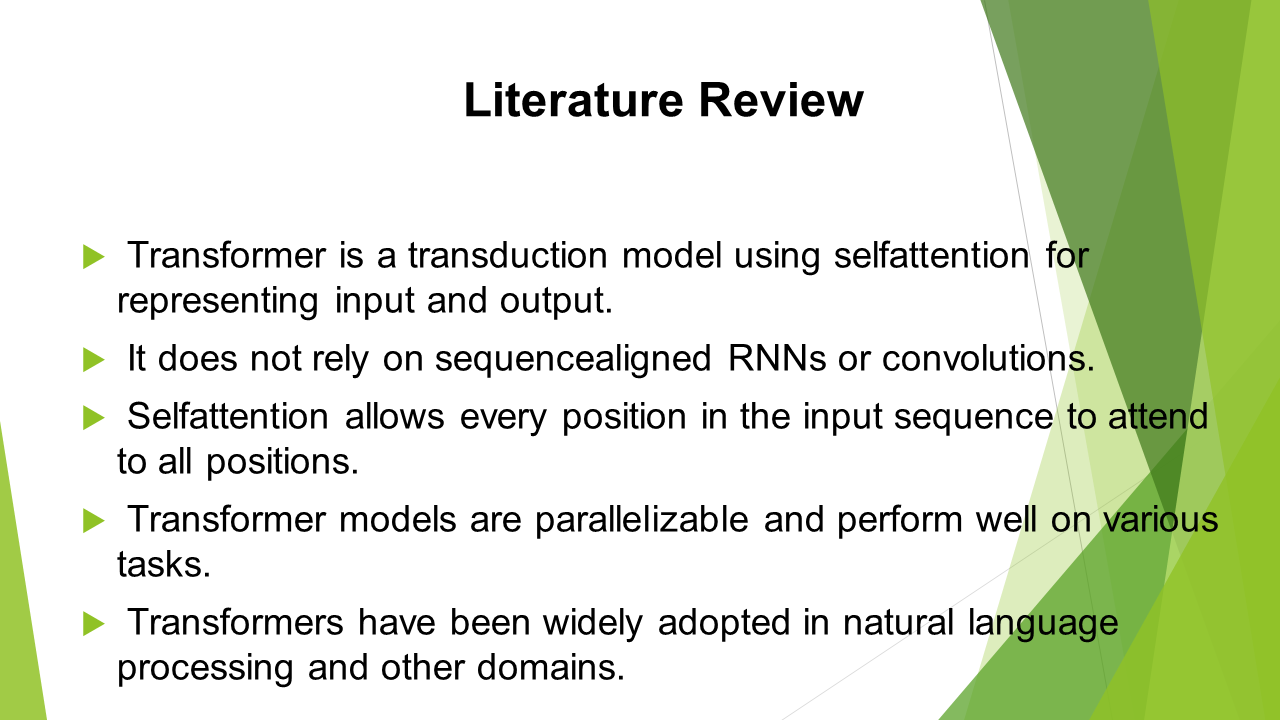 Literature Review
Transformer is a transduction model using selfattention for
representing input and output.
It does not rely on sequencealigned RNNs or convolutions.
Selfattention allows every position in the input sequence to attend
to all positions.
Transformer models are parallelizable and perform well on various
tasks.
Transformers have been widely adopted in natural language
processing and other domains.